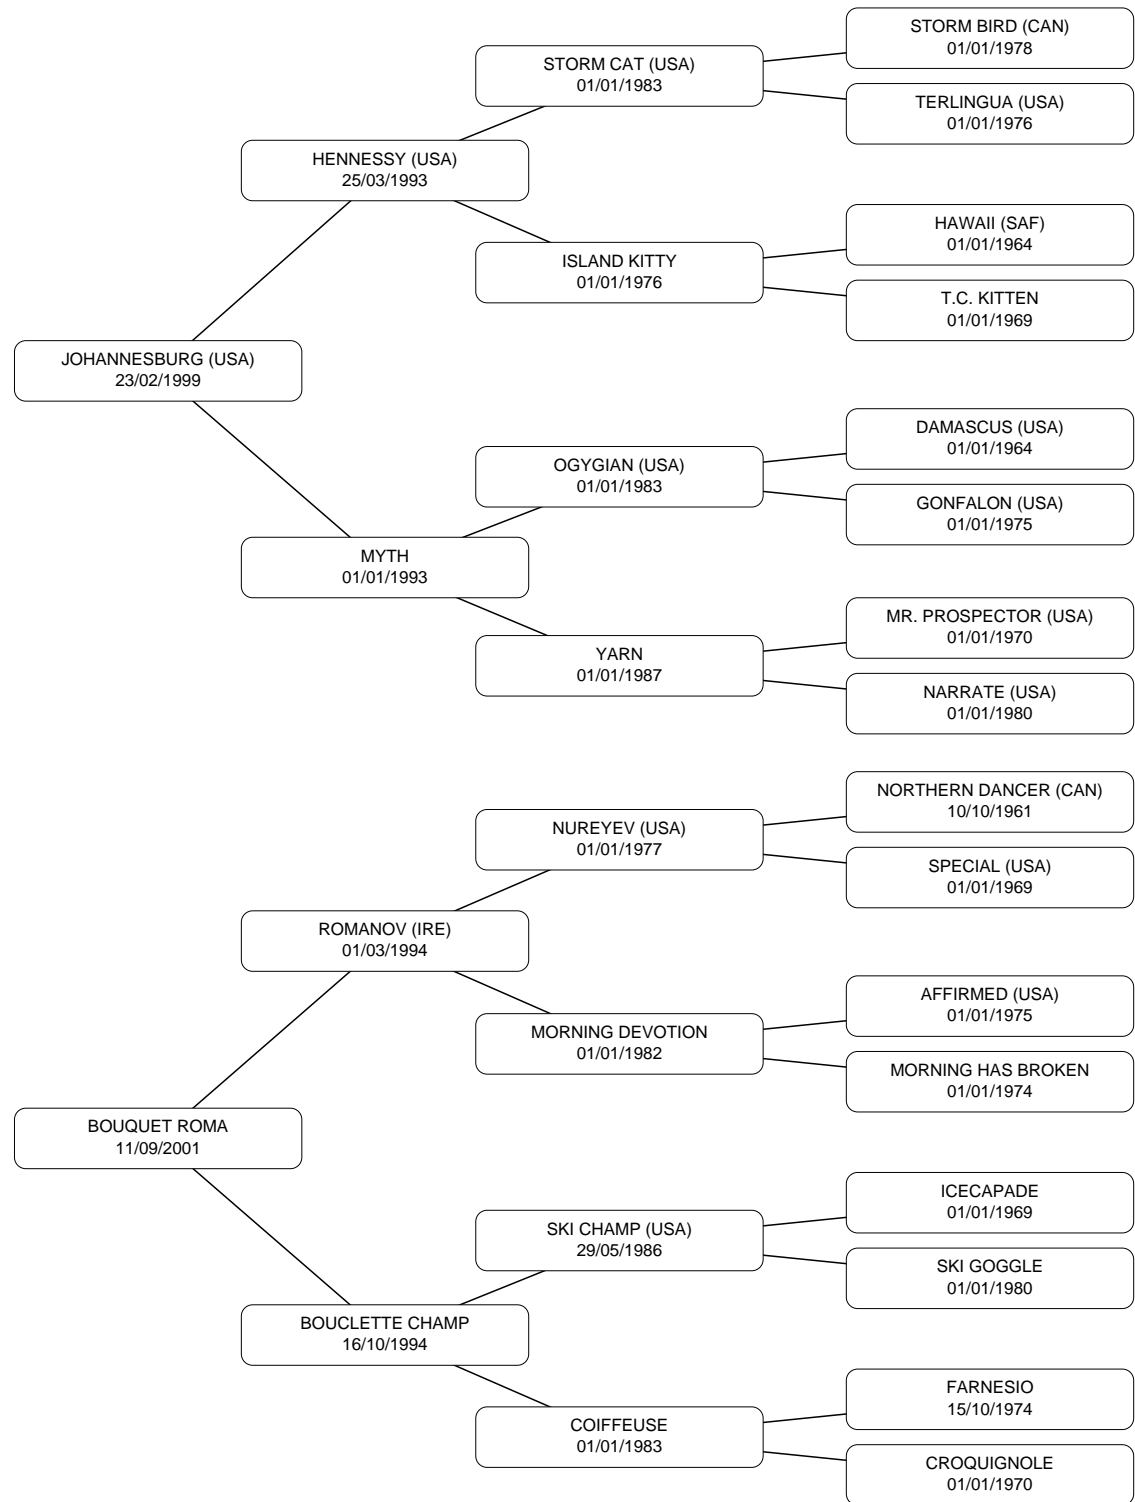 STORM BIRD (CAN)
01/01/1978
STORM CAT (USA)
01/01/1983
TERLINGUA (USA)
01/01/1976
HENNESSY (USA)
25/03/1993
HAWAII (SAF)
01/01/1964
ISLAND KITTY
01/01/1976
T.C. KITTEN
01/01/1969
JOHANNESBURG (USA)
23/02/1999
DAMASCUS (USA)
01/01/1964
OGYGIAN (USA)
01/01/1983
GONFALON (USA)
01/01/1975
MYTH
01/01/1993
MR. PROSPECTOR (USA)
01/01/1970
YARN
01/01/1987
NARRATE (USA)
01/01/1980
NORTHERN DANCER (CAN)
10/10/1961
NUREYEV (USA)
01/01/1977
SPECIAL (USA)
01/01/1969
ROMANOV (IRE)
01/03/1994
AFFIRMED (USA)
01/01/1975
MORNING DEVOTION
01/01/1982
MORNING HAS BROKEN
01/01/1974
BOUQUET ROMA
11/09/2001
ICECAPADE
01/01/1969
SKI CHAMP (USA)
29/05/1986
SKI GOGGLE
01/01/1980
BOUCLETTE CHAMP
16/10/1994
FARNESIO
15/10/1974
COIFFEUSE
01/01/1983
CROQUIGNOLE
01/01/1970